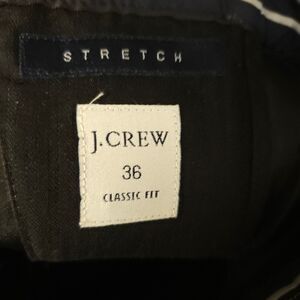 STRETCH
J.CREW
36
CLASSIC FIT